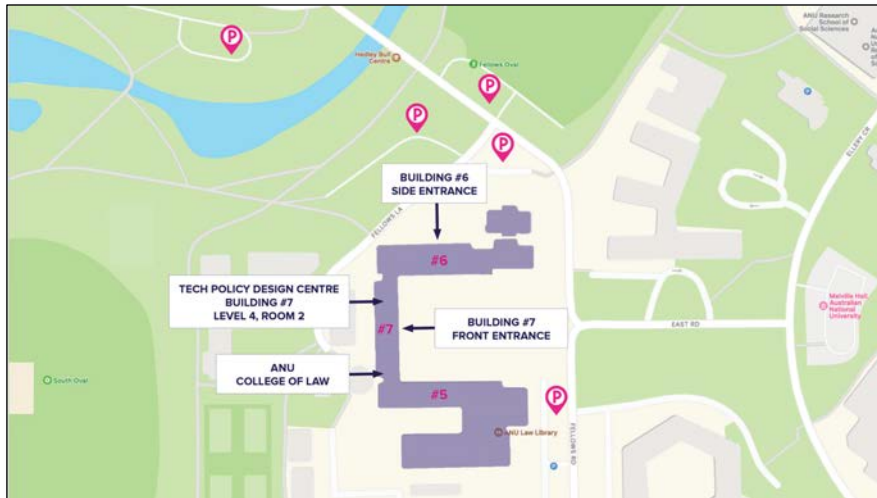 P
Hedley Bull
Centre
Fellows Oval
P
P
P
ANU Research
School of
Social Sciences
P
ELLERY CR
BUILDING #6
SIDE ENTRANCE
FELLOWS LA
#6
TECH POLICY DESIGN CENTRE
BUILDING #7
LEVEL 4, ROOM 2
#7
BUILDING #7
FRONT ENTRANCE
EAST RD
Melville Hall,
Australian
National
University
ANU
COLLEGE OF LAW
South Oval
#5
P
ANU Law Library
FELLOWS RD
P